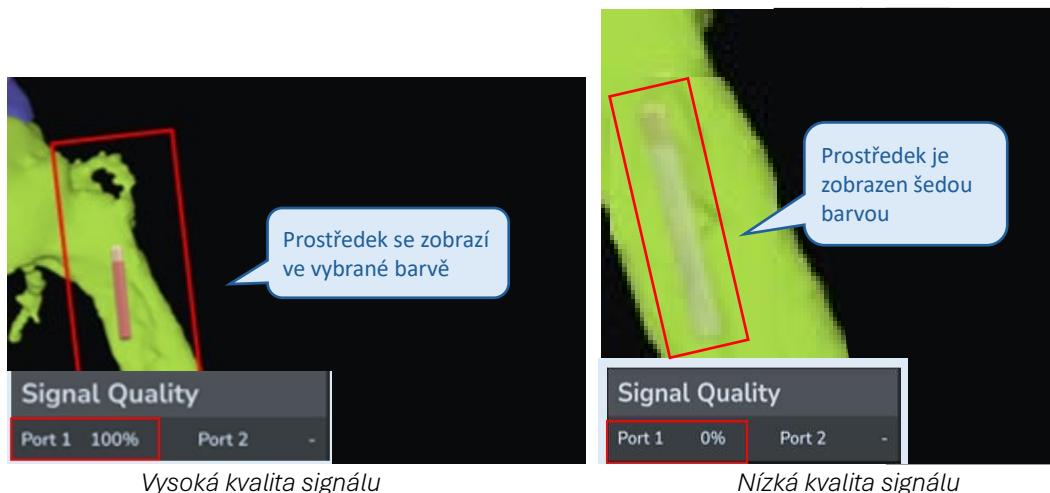 Prostředek se zobrazí
ve vybrané barvě
Signal Quality
Port 1 100% Port 2 -
Vysoká kvalita signálu
Prostředek je
zobrazen šedou
barvou
Signal Quality
Port 1 0% Port 2 -
Nízká kvalita signálu